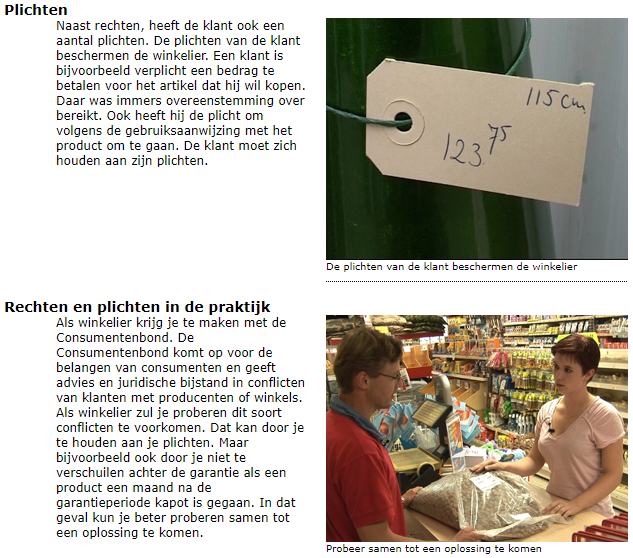 Plichten
Naast rechten, heeft de klant ook een
aantal plichten. De plichten van de klant
beschermen de winkelier. Een klant is
bijvoorbeeld verplicht een bedrag te
betalen voor het artikel dat hij wil kopen.
Daar was immers overeenstemming over
bereikt. Ook heeft hij de plicht om
volgens de gebruiksaanwijzing met het
product om te gaan. De klant moet zich
houden aan zijn plichten.
115 cm
123.75
De plichten van de klant beschermen de winkelier
Rechten en plichten in de praktijk
Als winkelier krijg je te maken met de
Consumentenbond. De
Consumentenbond komt op voor de
belangen van consumenten en geeft
advies en juridische bijstand in conflicten
van klanten met producenten of winkels.
Als winkelier zul je proberen dit soort
conflicten te voorkomen. Dat kan door je
te houden aan je plichten. Maar
bijvoorbeeld ook door je niet te
verschuilen achter de garantie als een
product een maand na de
garantieperiode kapot is gegaan. In dat
geval kun je beter proberen samen tot
een oplossing te komen.
Probeer samen tot een oplossing te komen